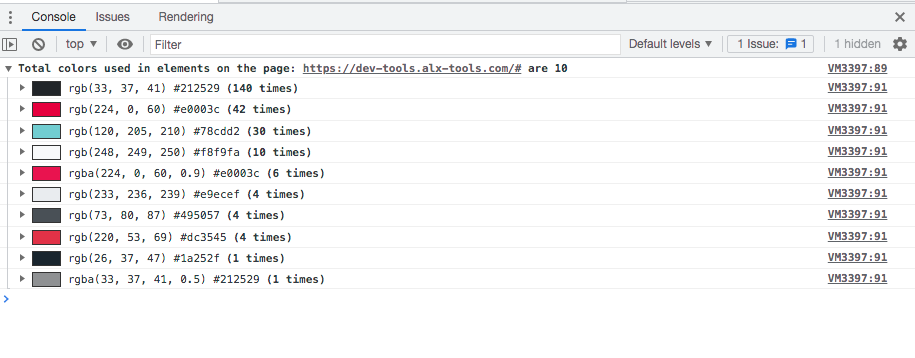 Console Issues Rendering
top Filter Default levels 1 Issue: 1 1 hidden
Total colors used in elements on the page: https://dev-tools.alx-tools.com/# are 10 VM3397:89
rgb(33, 37, 41) #212529 (140 times) VM3397:91
rgb(224, 0, 60) #e0003c (42 times) VM3397:91
rgb(120, 205, 210) #78cdd2 (30 times) VM3397:91
rgb(248, 249, 250) #f8f9fa (10 times) VM3397:91
rgba(224, 0, 60, 0.9) #e0003c (6 times) VM3397:91
rgb(233, 236, 239) #e9ecef (4 times) VM3397:91
rgb(73, 80, 87) #495057 (4 times) VM3397:91
rgb(220, 53, 69) #dc3545 (4 times) VM3397:91
rgb(26, 37, 47) #1a252f (1 times) VM3397:91
rgba(33, 37, 41, 0.5) #212529 (1 times) VM3397:91